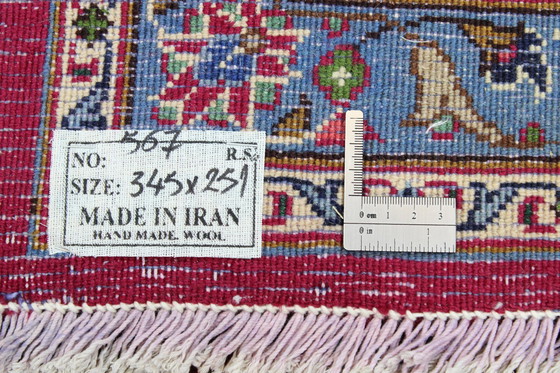 NO: 567 R.S.
SIZE: 345x251
MADE IN IRAN
HAND MADE. WOOL
0 cm 1 2 3
0 in 1